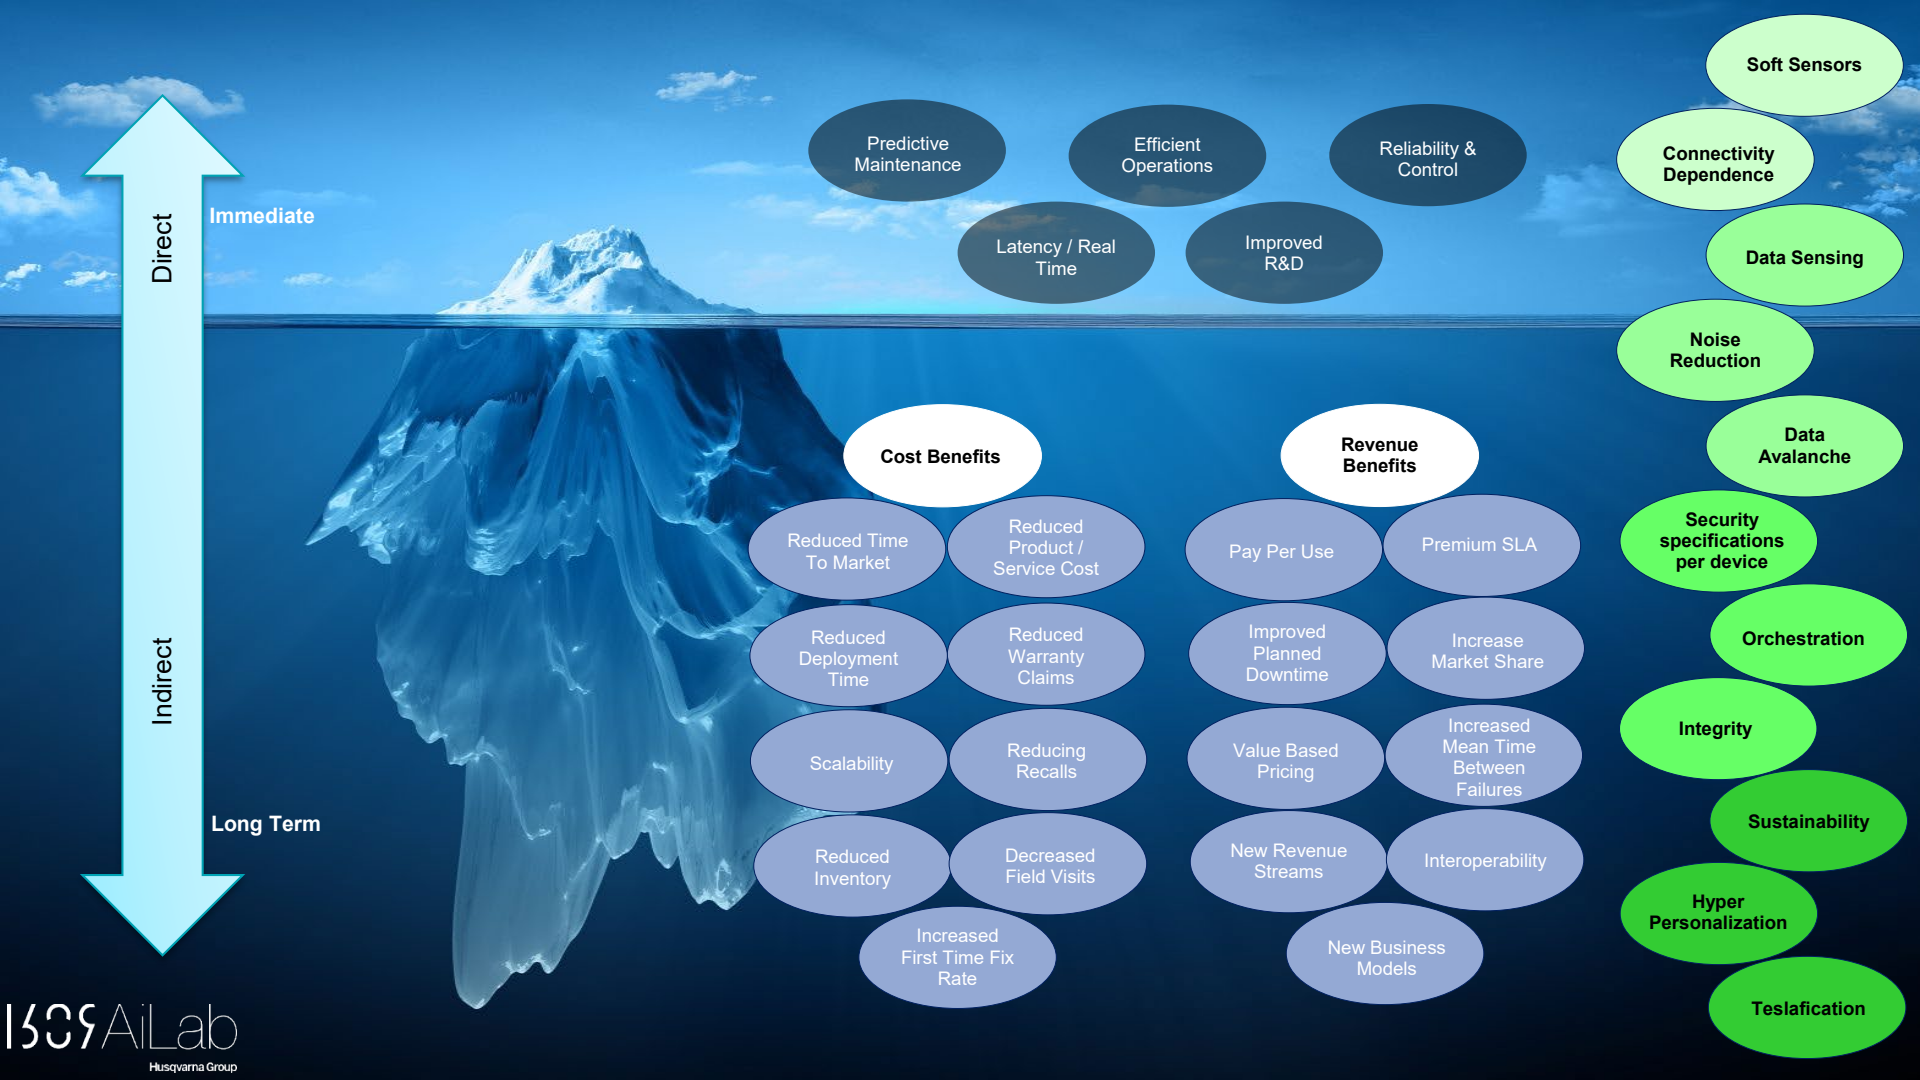 Direct
Immediate
Indirect
Long Term
Predictive
Maintenance
Efficient
Operations
Reliability &
Control
Latency / Real
Time
Improved
R&D
Cost Benefits
Reduced Time
To Market
Reduced
Product /
Service Cost
Reduced
Deployment
Time
Reduced
Warranty
Claims
Scalability
Reducing
Recalls
Reduced
Inventory
Decreased
Field Visits
Increased
First Time Fix
Rate
Revenue
Benefits
Pay Per Use
Premium SLA
Improved
Planned
Downtime
Increase
Market Share
Value Based
Pricing
Increased
Mean Time
Between
Failures
New Revenue
Streams
Interoperability
New Business
Models
Soft Sensors
Connectivity
Dependence
Data Sensing
Noise
Reduction
Data
Avalanche
Security
specifications
per device
Orchestration
Integrity
Sustainability
Hyper
Personalization
Teslafication
1689 AiLab
Husqvarna Group